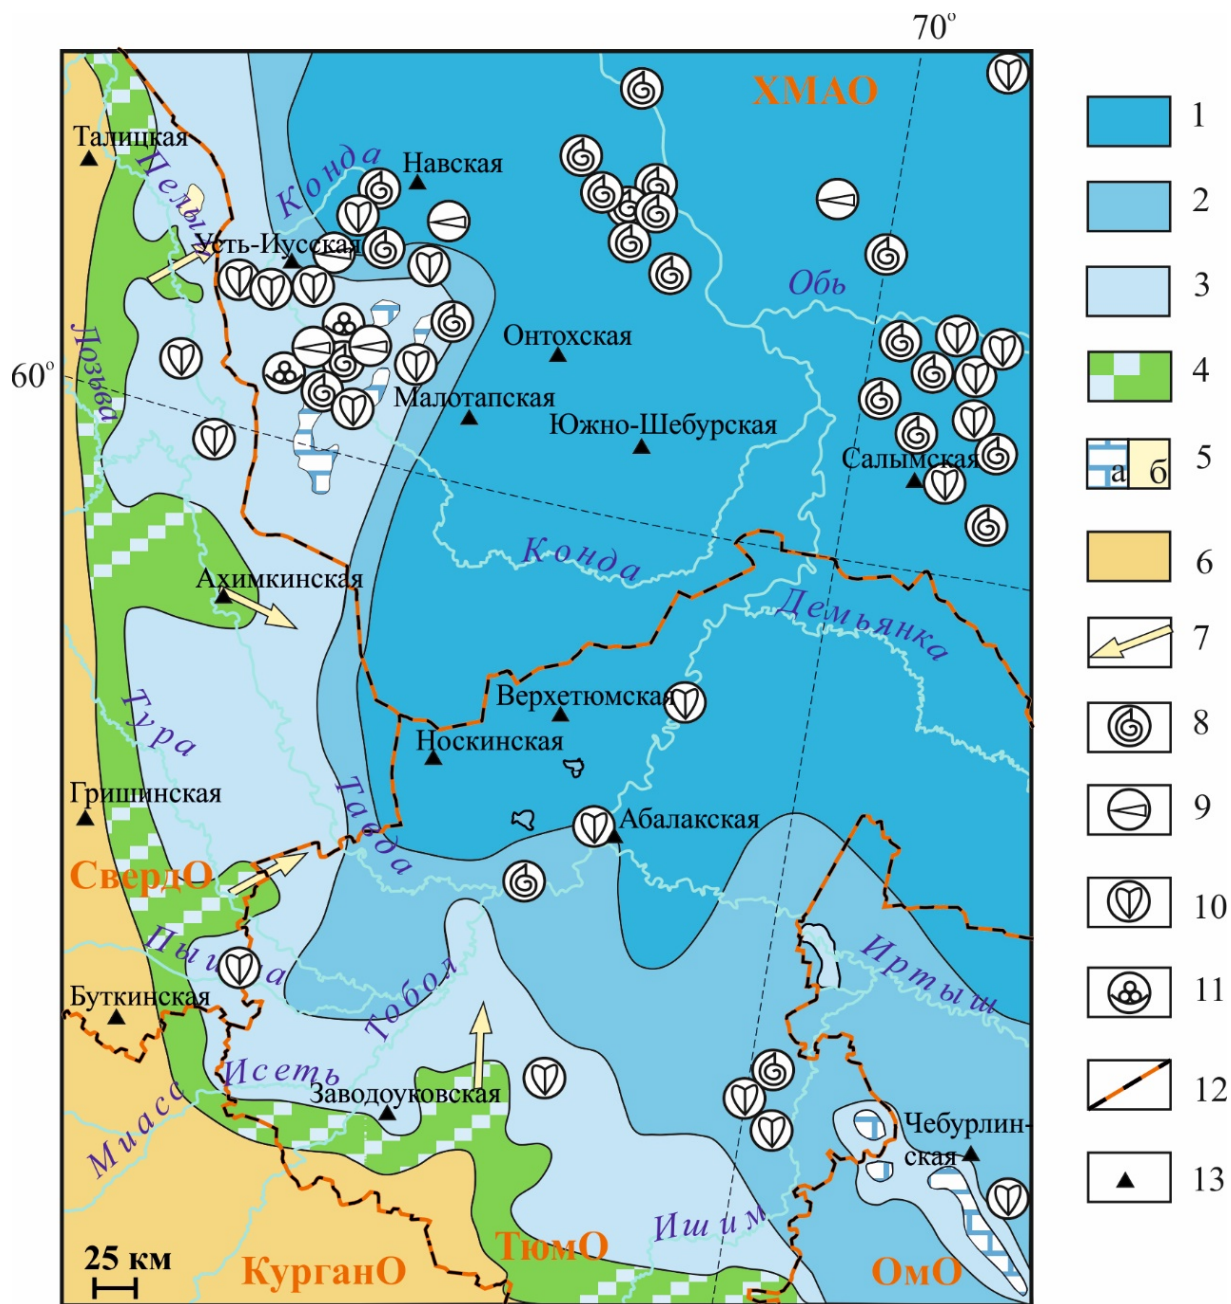 70°
ХМАО
1
Талицкая
Пелым
Конда
Навская
2
Усть-Иусская
Обь
3
Лозьва
Онтохская
60°
4
Малотапская
Южно-Шебурская
Салымская
а
б
5
Конда
6
Ахимкинская
Демьянка
7
Тура
Верхетюмская
8
Носкинская
Гришинская
Тавда
Абалакская
9
СвердО
10
Пышма
Иртыш
Буткинская
Тобол
11
Исеть
Заводоуковская
12
Миасс
Чебурлин-
ская
13
Ишим
25 км
КурганО
ТюмО
ОмО